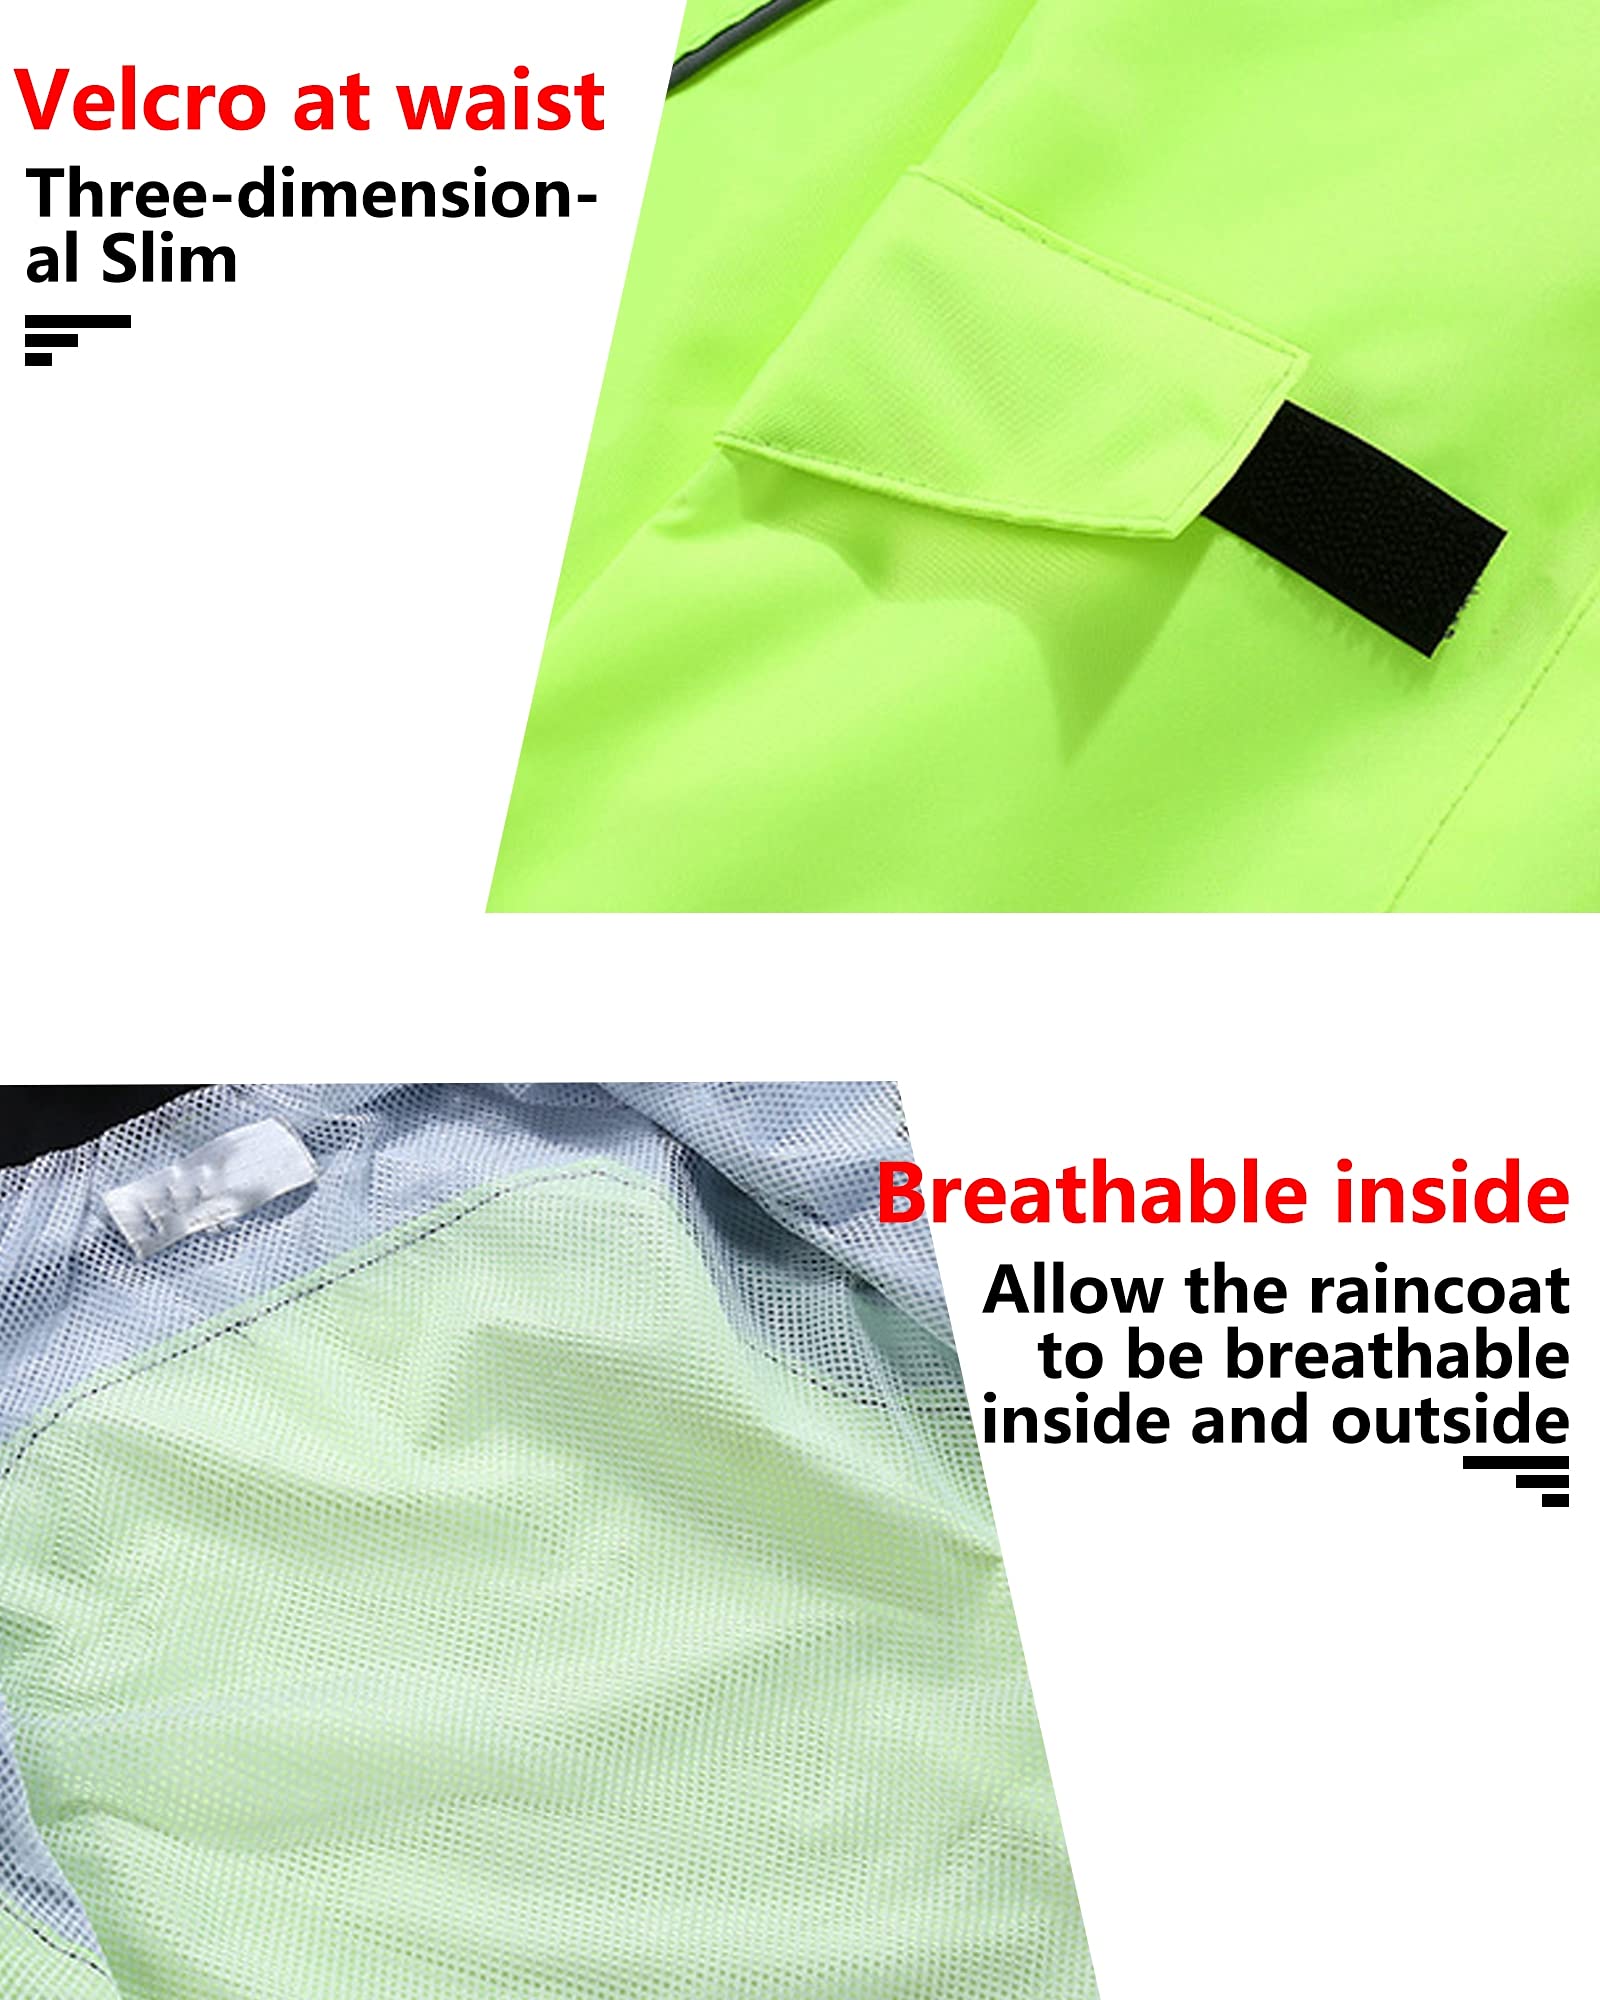 Velcro at waist
Three-dimension-
al Slim
Breathable inside
Allow the raincoat
to be breathable
inside and outside